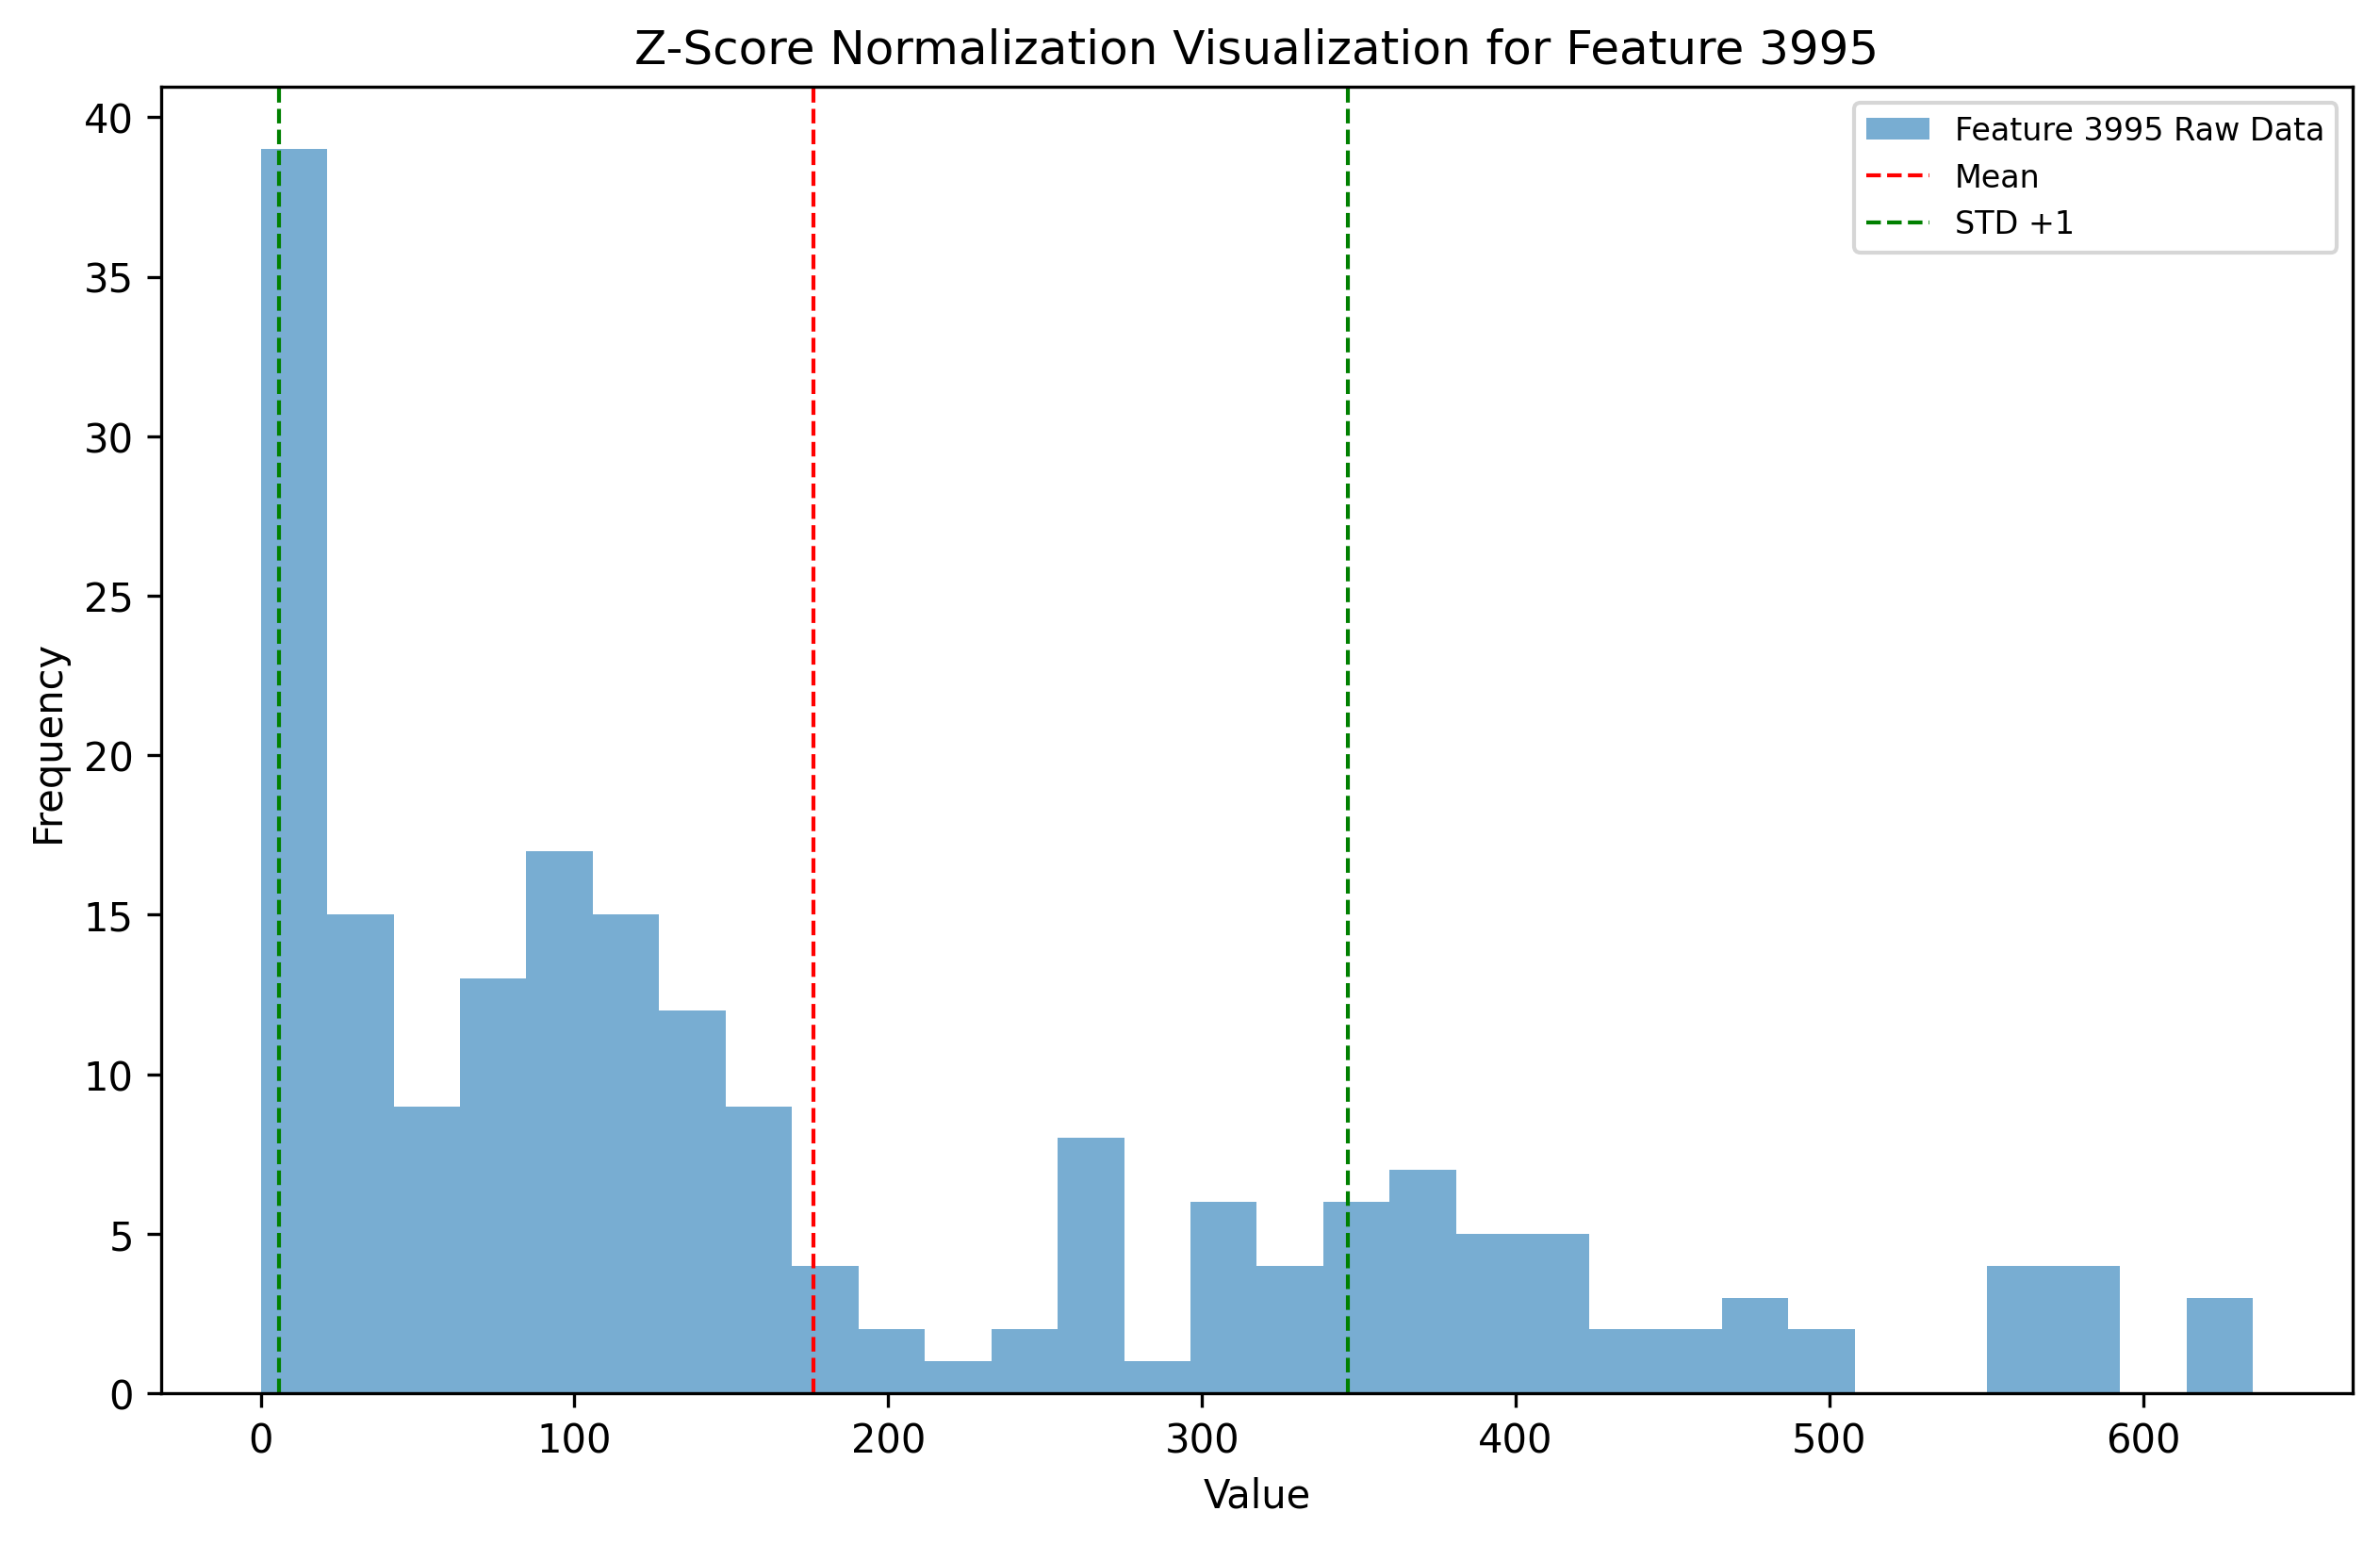 Z-Score Normalization Visualization for Feature 3995
Feature 3995 Raw Data
Mean
STD +1
40
35
30
25
20
15
10
5
0
Frequency
0 100 200 300 400 500 600
Value